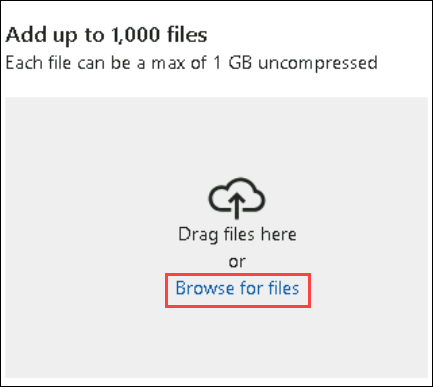 Add up to 1,000 files
Each file can be a max of 1 GB uncompressed
Drag files here
or
Browse for files